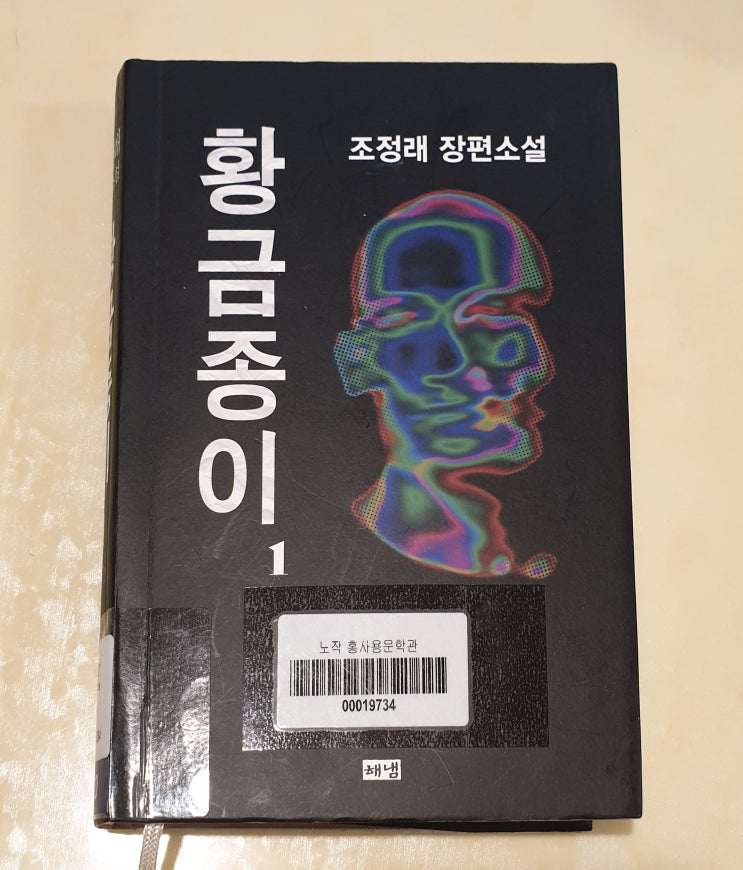 조정래 장편소설
황금종이
1
노작 홍사용문학관
00019734
해냄